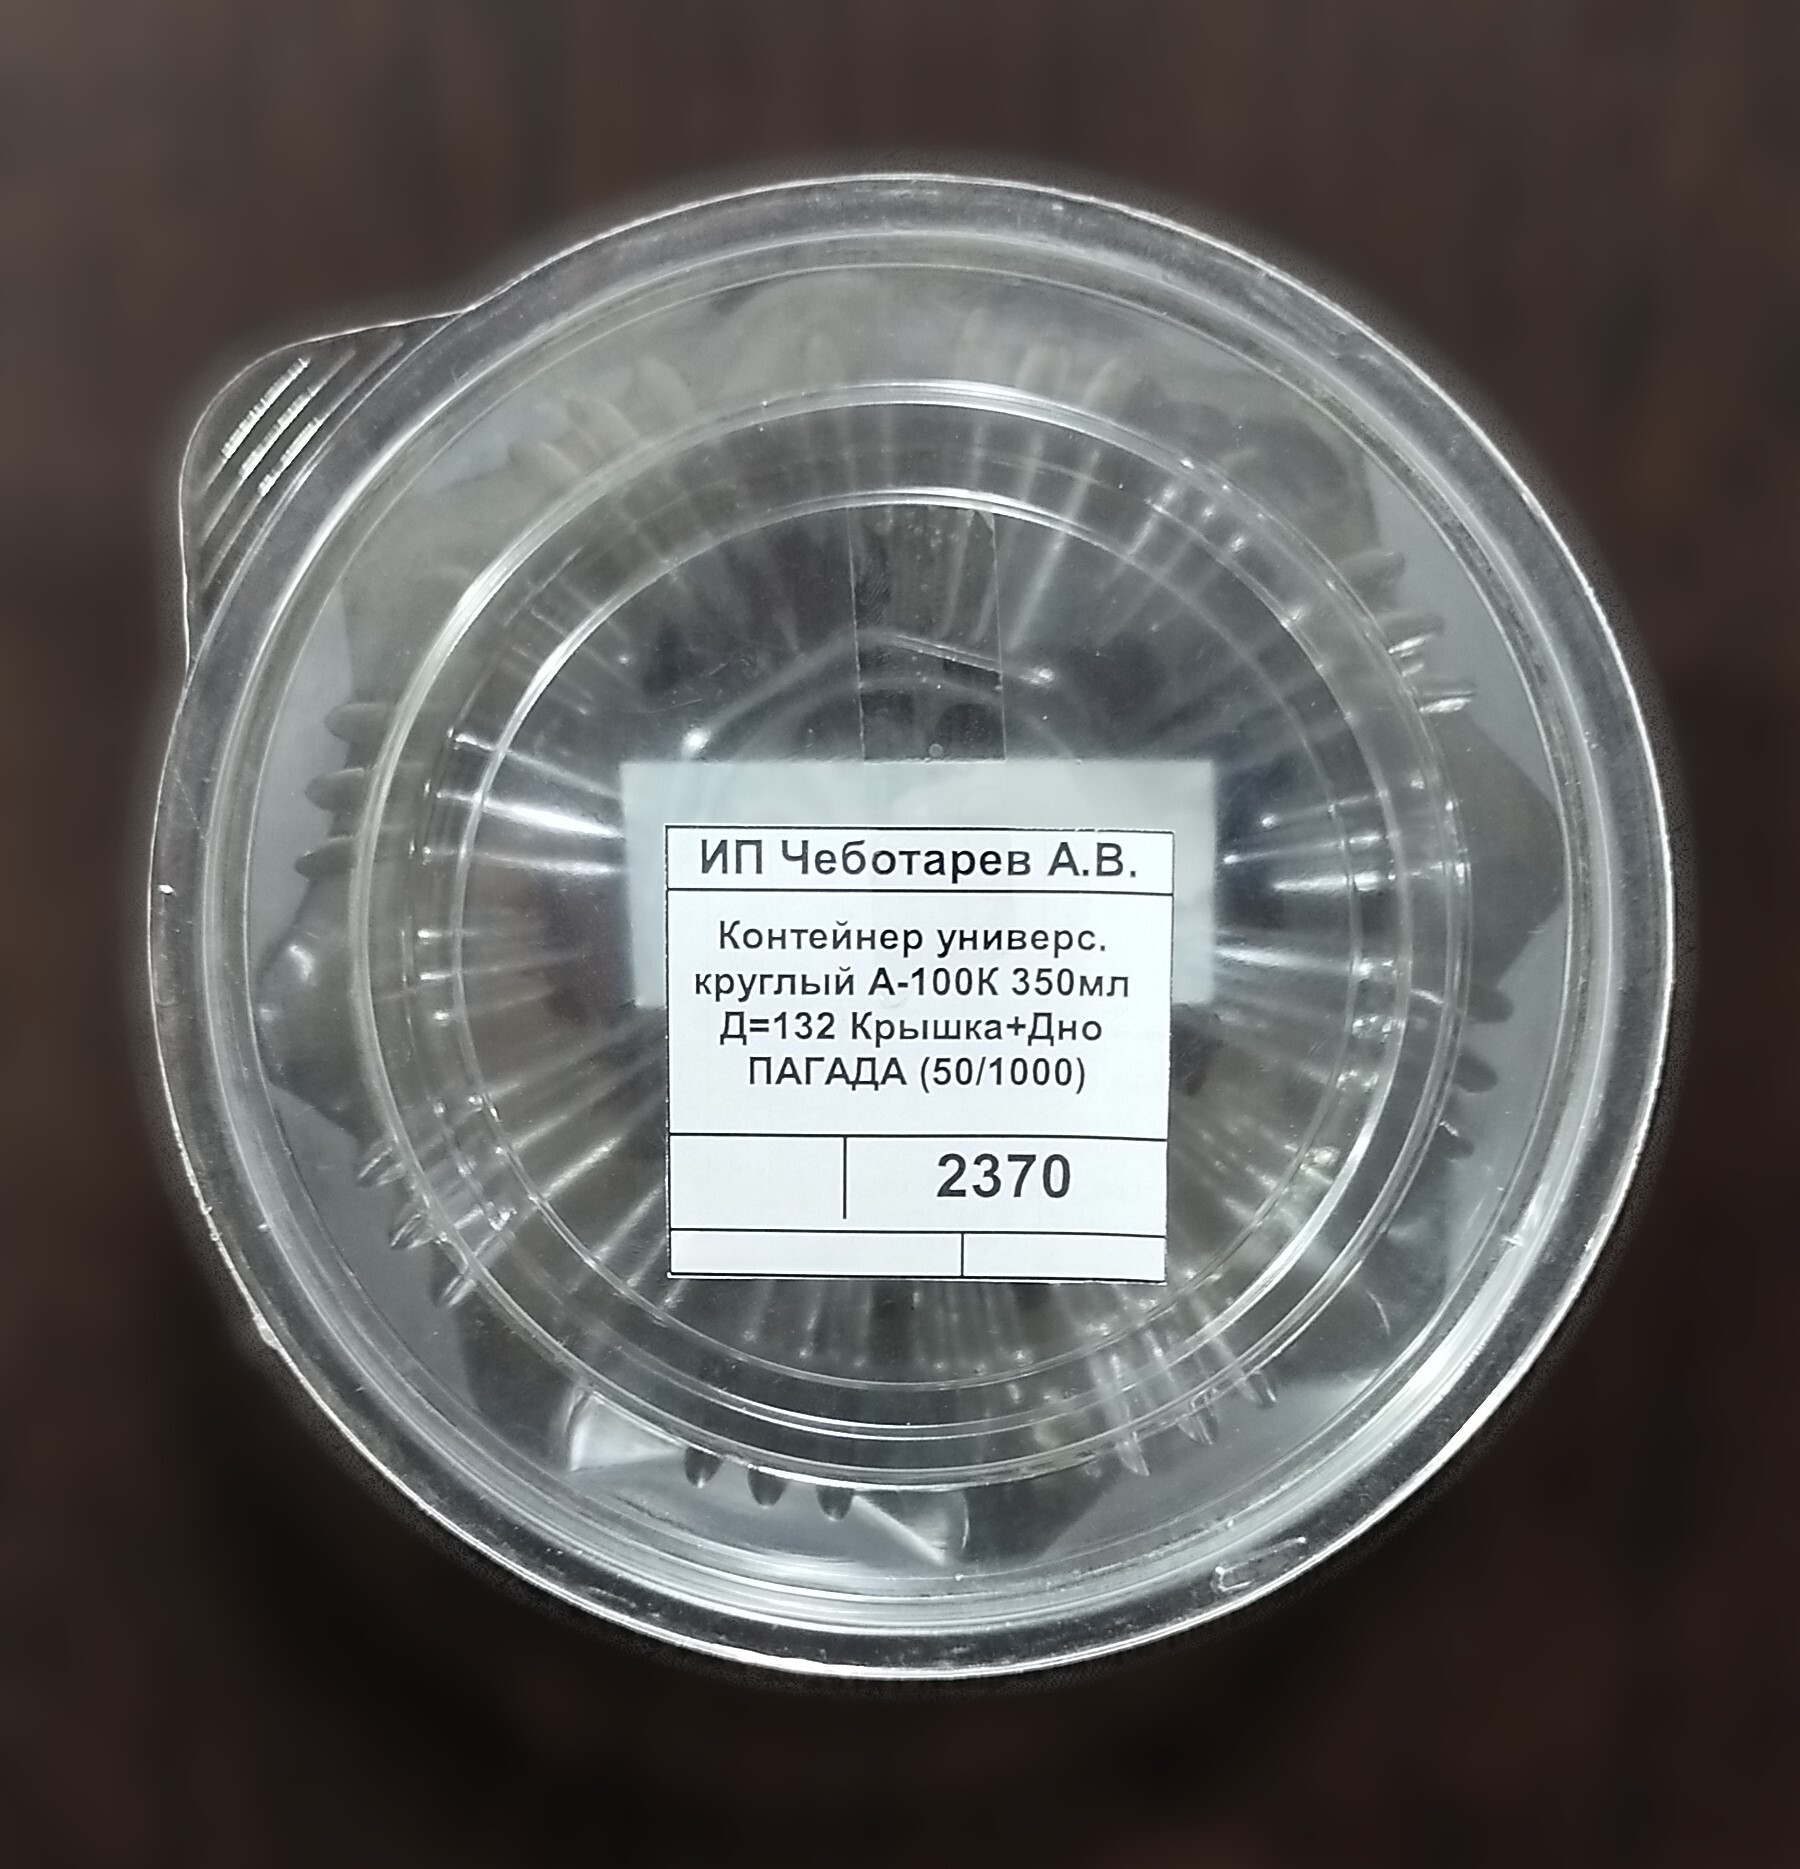 ИП Чеботарев А.В.
Контейнер универс.
круглый А-100К 350мл
Д=132 Крышка+Дно
ПАГАДА (50/1000)
2370